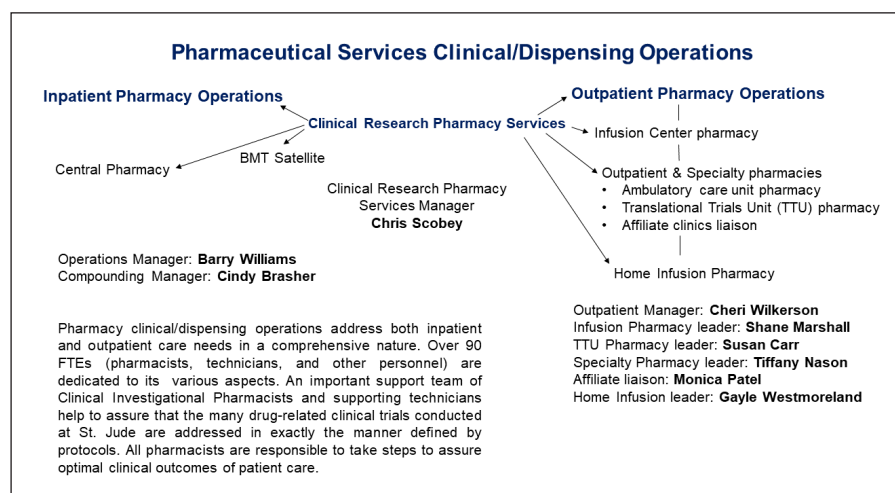 Pharmaceutical Services Clinical/Dispensing Operations
Inpatient Pharmacy Operations
Outpatient Pharmacy Operations
Clinical Research Pharmacy Services
Infusion Center pharmacy
BMT Satellite
Central Pharmacy
Outpatient & Specialty pharmacies
• Ambulatory care unit pharmacy
• Translational Trials Unit (TTU) pharmacy
• Affiliate clinics liaison
Clinical Research Pharmacy
Services Manager
Chris Scobey
Home Infusion Pharmacy
Operations Manager: Barry Williams
Compounding Manager: Cindy Brasher
Outpatient Manager: Cheri Wilkerson
Infusion Pharmacy leader: Shane Marshall
TTU Pharmacy leader: Susan Carr
Specialty Pharmacy leader: Tiffany Nason
Affiliate liaison: Monica Patel
Home Infusion leader: Gayle Westmoreland
Pharmacy clinical/dispensing operations address both inpatient
and outpatient care needs in a comprehensive nature. Over 90
FTEs (pharmacists, technicians, and other personnel) are
dedicated to its various aspects. An important support team of
Clinical Investigational Pharmacists and supporting technicians
help to assure that the many drug-related clinical trials conducted
at St. Jude are addressed in exactly the manner defined by
protocols. All pharmacists are responsible to take steps to assure
optimal clinical outcomes of patient care.